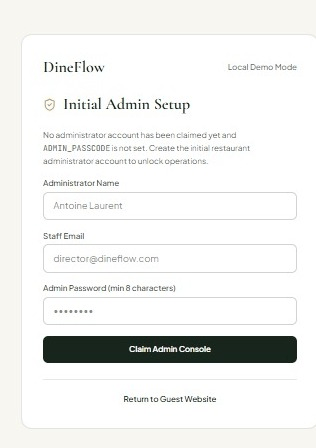 DineFlow
Local Demo Mode
Initial Admin Setup
No administrator account has been claimed yet and
ADMIN_PASSCODE is not set. Create the initial restaurant
administrator account to unlock operations.
Administrator Name
Antoine Laurent
Staff Email
director@dineflow.com
Admin Password (min 8 characters)
••••••••
Claim Admin Console
Return to Guest Website